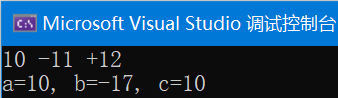 Microsoft Visual Studio 调试控制台
10 -11 +12
a=10, b=-17, c=10